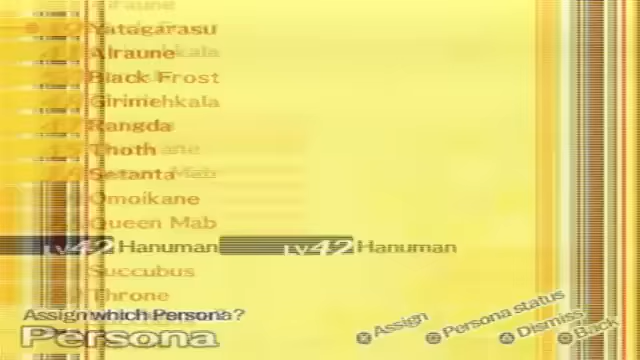 Alraune
Yatagarasu
Alraune
Black Frost
Girimehkala
Rangda
Thoth
Setanta
Omoikane
Queen Mab
Lv42 Hanuman Lv42 Hanuman
Succubus
Throne
Assign which Persona?
Persona
Assign
Persona status
Dismiss
Back